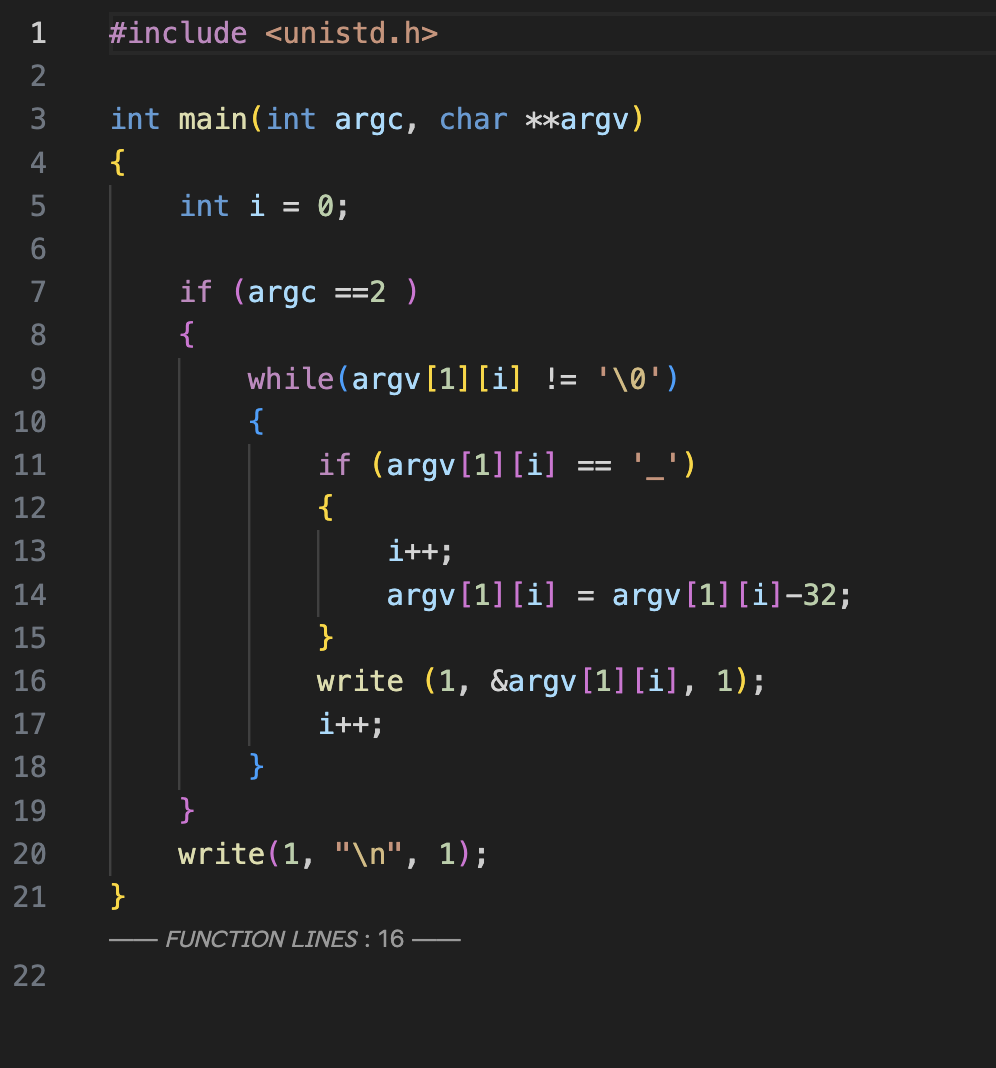 1 #include <unistd.h>
2
3 int main(int argc, char **argv)
4 {
5     int i = 0;
6
7     if (argc ==2 )
8     {
9         while(argv[1][i] != '\0')
10         {
11             if (argv[1][i] == '_')
12             {
13                 i++;
14                 argv[1][i] = argv[1][i]-32;
15             }
16             write (1, &argv[1][i], 1);
17             i++;
18         }
19     }
20     write(1, "\n", 1);
21 }
—— FUNCTION LINES : 16 ——
22